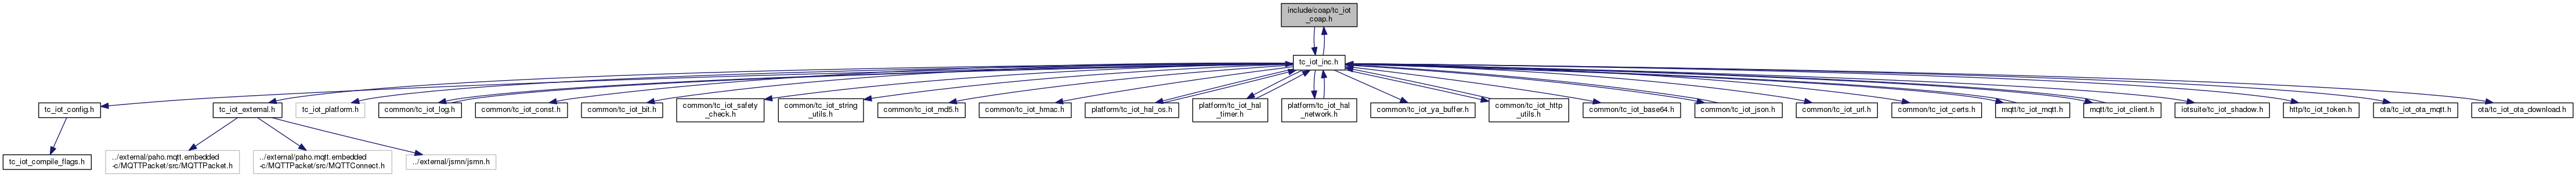 include/coap/tc_iot
_coap.h
tc_iot_inc.h
tc_iot_config.h
tc_iot_external.h
tc_iot_platform.h
common/tc_iot_log.h
common/tc_iot_const.h
common/tc_iot_bit.h
common/tc_iot_safety
_check.h
common/tc_iot_string
_utils.h
common/tc_iot_md5.h
common/tc_iot_hmac.h
platform/tc_iot_hal_os.h
platform/tc_iot_hal
_timer.h
platform/tc_iot_hal
_network.h
common/tc_iot_ya_buffer.h
common/tc_iot_http
_utils.h
common/tc_iot_base64.h
common/tc_iot_json.h
common/tc_iot_url.h
common/tc_iot_certs.h
mqtt/tc_iot_mqtt.h
mqtt/tc_iot_client.h
iotsuite/tc_iot_shadow.h
http/tc_iot_token.h
ota/tc_iot_ota_mqtt.h
ota/tc_iot_ota_download.h
tc_iot_compile_flags.h
../external/paho.mqtt.embedded
-c/MQTTPacket/src/MQTTPacket.h
../external/paho.mqtt.embedded
-c/MQTTPacket/src/MQTTConnect.h
../external/jsmn/jsmn.h